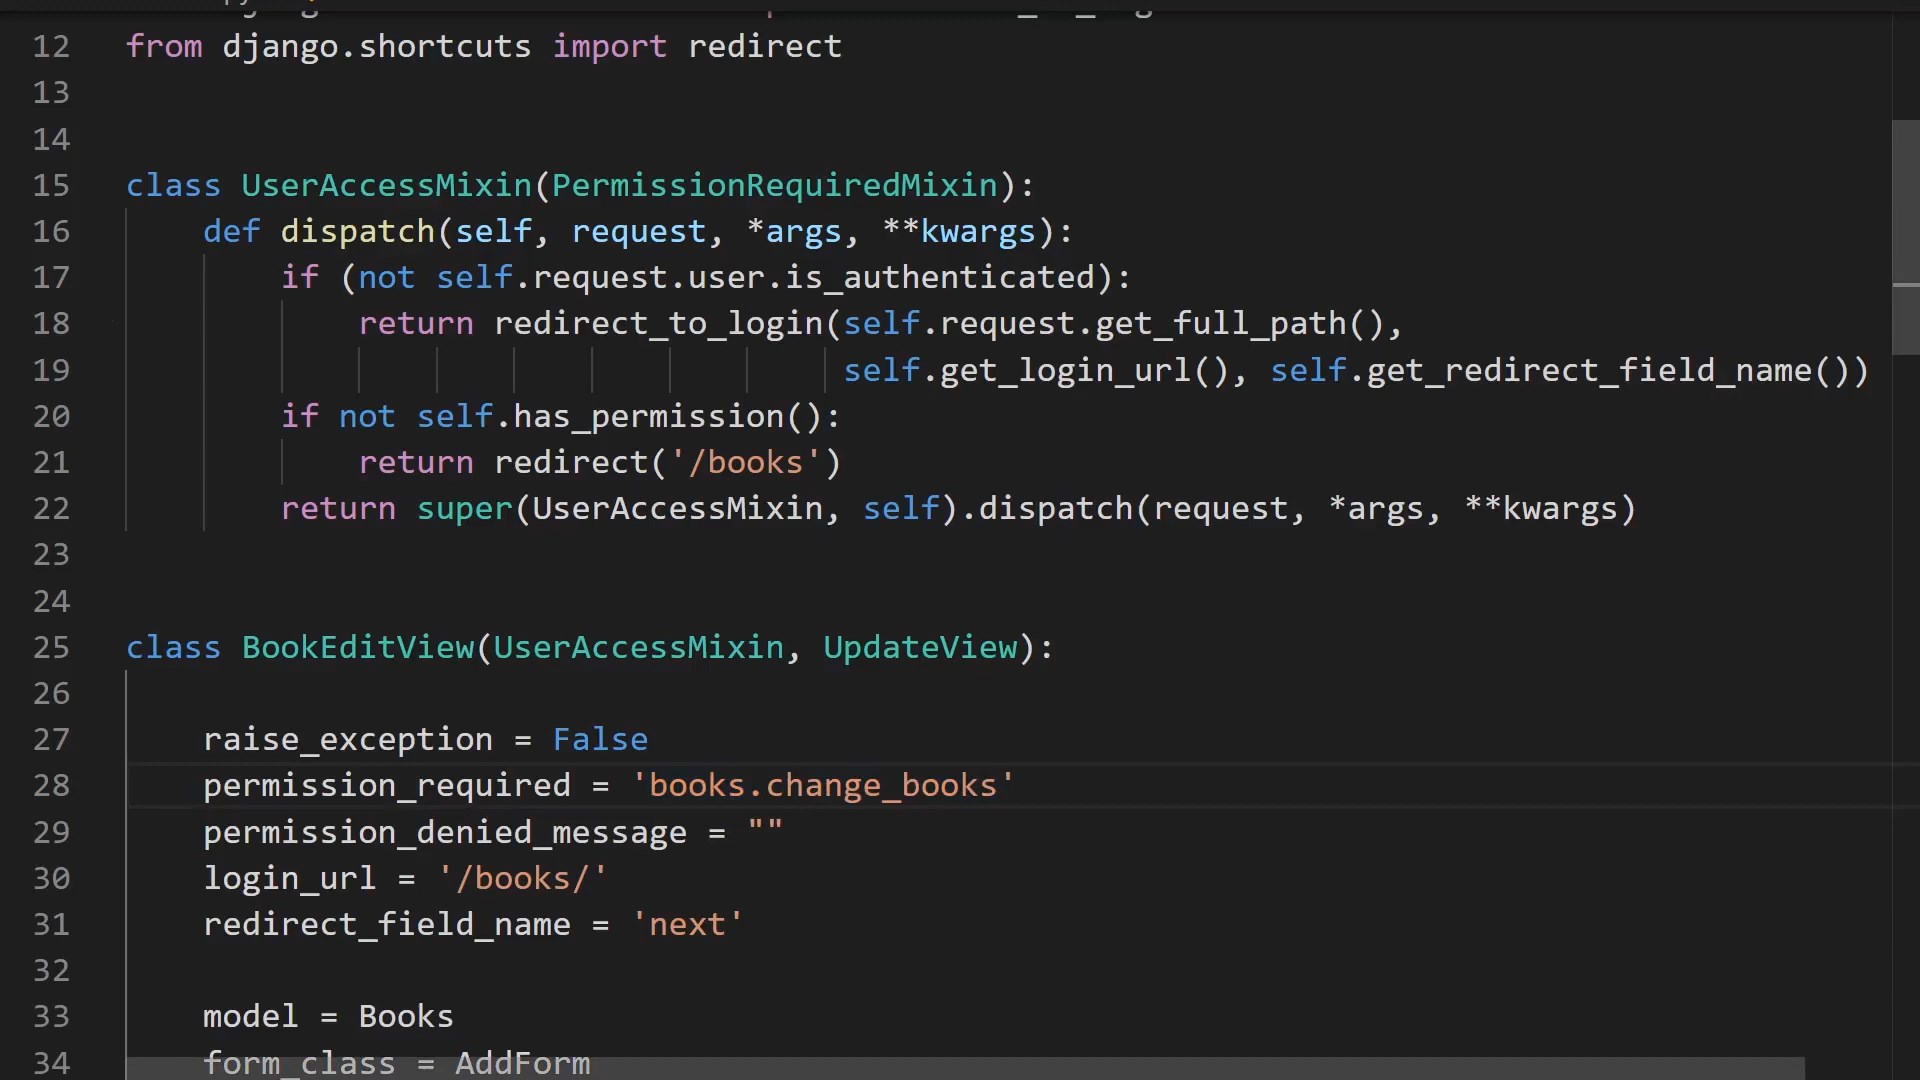 12 from django.shortcuts import redirect
13
14
15 class UserAccessMixin(PermissionRequiredMixin):
16     def dispatch(self, request, *args, **kwargs):
17         if (not self.request.user.is_authenticated):
18             return redirect_to_login(self.request.get_full_path(),
19                                      self.get_login_url(), self.get_redirect_field_name())
20         if not self.has_permission():
21             return redirect('/books')
22         return super(UserAccessMixin, self).dispatch(request, *args, **kwargs)
23
24
25 class BookEditView(UserAccessMixin, UpdateView):
26
27     raise_exception = False
28     permission_required = 'books.change_books'
29     permission_denied_message = ""
30     login_url = '/books/'
31     redirect_field_name = 'next'
32
33     model = Books
34     form_class = AddForm